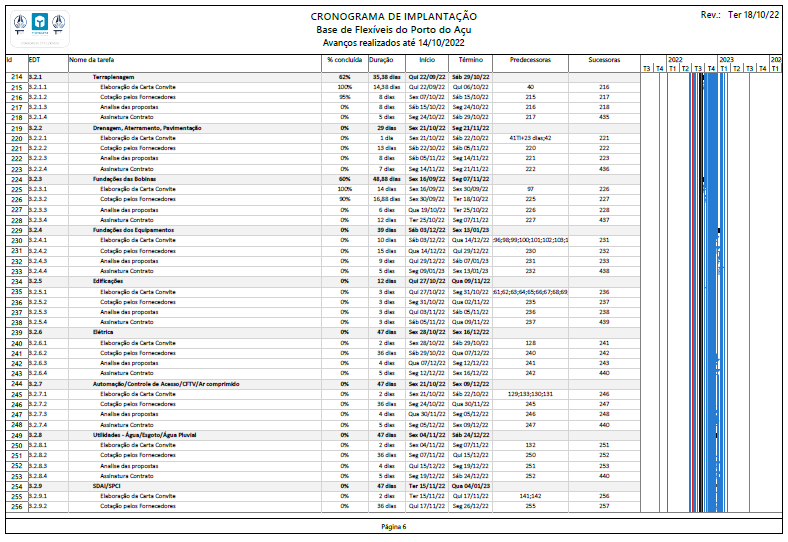 CRONOGRAMA DE IMPLANTAÇÃO
Rev.: Ter 18/10/22
Base de Flexíveis do Porto do Açu
Avanços realizados até 14/10/2022
Id EDT Nome da tarefa % concluída Duração Início Término Predecessoras Sucessoras 2022 2023 202
T3 T4 T1 T2 T3 T4 T1 T2 T3 T4 T1
214 3.2.1 Terraplenagem 62% 35,38 dias Qui 22/09/22 Sáb 29/10/22
215 3.2.1.1 Elaboração da Carta Convite 100% 14,38 dias Qui 22/09/22 Qui 06/10/22 40 216
216 3.2.1.2 Cotação pelos Fornecedores 95% 8 dias Sex 07/10/22 Sáb 15/10/22 215 217
217 3.2.1.3 Analise das propostas 0% 8 dias Sáb 15/10/22 Seg 24/10/22 216 218
218 3.2.1.4 Assinatura Contrato 0% 5 dias Seg 24/10/22 Sáb 29/10/22 217 435
219 3.2.2 Drenagem, Aterramento, Pavimentação 0% 29 dias Sex 21/10/22 Seg 21/11/22
220 3.2.2.1 Elaboração da Carta Convite 0% 1 dia Sex 21/10/22 Sáb 22/10/22 41TI+23 dias;42 221
221 3.2.2.2 Cotação pelos Fornecedores 0% 13 dias Sáb 22/10/22 Sáb 05/11/22 220 222
222 3.2.2.3 Analise das propostas 0% 8 dias Sáb 05/11/22 Seg 14/11/22 221 223
223 3.2.2.4 Assinatura Contrato 0% 7 dias Seg 14/11/22 Seg 21/11/22 222 436
224 3.2.3 Fundações das Bobinas 60% 48,88 dias Sex 16/09/22 Seg 07/11/22
225 3.2.3.1 Elaboração da Carta Convite 100% 14 dias Sex 16/09/22 Sex 30/09/22 97 226
226 3.2.3.2 Cotação pelos Fornecedores 90% 16,88 dias Sex 30/09/22 Ter 18/10/22 225 227
227 3.2.3.3 Analise das propostas 0% 6 dias Qua 19/10/22 Ter 25/10/22 226 228
228 3.2.3.4 Assinatura Contrato 0% 12 dias Ter 25/10/22 Seg 07/11/22 227 437
229 3.2.4 Fundações dos Equipamentos 0% 39 dias Sáb 03/12/22 Sex 13/01/23
230 3.2.4.1 Elaboração da Carta Convite 0% 10 dias Sáb 03/12/22 Qua 14/12/22 ;96;98;99;100;101;102;103;1 231
231 3.2.4.2 Cotação pelos Fornecedores 0% 15 dias Qua 14/12/22 Qui 29/12/22 230 232
232 3.2.4.3 Analise das propostas 0% 9 dias Qui 29/12/22 Sáb 07/01/23 231 233
233 3.2.4.4 Assinatura Contrato 0% 5 dias Seg 09/01/23 Sex 13/01/23 232 438
234 3.2.5 Edificações 0% 12 dias Qui 27/10/22 Qua 09/11/22
235 3.2.5.1 Elaboração da Carta Convite 0% 3 dias Qui 27/10/22 Seg 31/10/22 ;61;62;63;64;65;66;67;68;69; 236
236 3.2.5.2 Cotação pelos Fornecedores 0% 3 dias Seg 31/10/22 Qua 02/11/22 235 237
237 3.2.5.3 Analise das propostas 0% 3 dias Qui 03/11/22 Sáb 05/11/22 236 238
238 3.2.5.4 Assinatura Contrato 0% 3 dias Sáb 05/11/22 Qua 09/11/22 237 439
239 3.2.6 Elétrica 0% 47 dias Sex 28/10/22 Sex 16/12/22
240 3.2.6.1 Elaboração da Carta Convite 0% 2 dias Sex 28/10/22 Sáb 29/10/22 128 241
241 3.2.6.2 Cotação pelos Fornecedores 0% 36 dias Sáb 29/10/22 Qua 07/12/22 240 242
242 3.2.6.3 Analise das propostas 0% 4 dias Qua 07/12/22 Seg 12/12/22 241 243
243 3.2.6.4 Assinatura Contrato 0% 5 dias Seg 12/12/22 Sex 16/12/22 242 440
244 3.2.7 Automação/Controle de Acesso/CFTV/Ar comprimido 0% 47 dias Sex 21/10/22 Sex 09/12/22
245 3.2.7.1 Elaboração da Carta Convite 0% 2 dias Sex 21/10/22 Sáb 22/10/22 129;133;130;131 246
246 3.2.7.2 Cotação pelos Fornecedores 0% 36 dias Seg 24/10/22 Qua 30/11/22 245 247
247 3.2.7.3 Analise das propostas 0% 4 dias Qua 30/11/22 Seg 05/12/22 246 248
248 3.2.7.4 Assinatura Contrato 0% 5 dias Seg 05/12/22 Sex 09/12/22 247 440
249 3.2.8 Utilidades - Água/Esgoto/Água Pluvial 0% 47 dias Sex 04/11/22 Sáb 24/12/22
250 3.2.8.1 Elaboração da Carta Convite 0% 2 dias Sex 04/11/22 Seg 07/11/22 132 251
251 3.2.8.2 Cotação pelos Fornecedores 0% 36 dias Seg 07/11/22 Qui 15/12/22 250 252
252 3.2.8.3 Analise das propostas 0% 4 dias Qui 15/12/22 Seg 19/12/22 251 253
253 3.2.8.4 Assinatura Contrato 0% 5 dias Seg 19/12/22 Sáb 24/12/22 252 440
254 3.2.9 SDAI/SPCI 0% 47 dias Ter 15/11/22 Qua 04/01/23
255 3.2.9.1 Elaboração da Carta Convite 0% 2 dias Ter 15/11/22 Qui 17/11/22 141;142 256
256 3.2.9.2 Cotação pelos Fornecedores 0% 36 dias Qui 17/11/22 Seg 26/12/22 255 257
Página 6